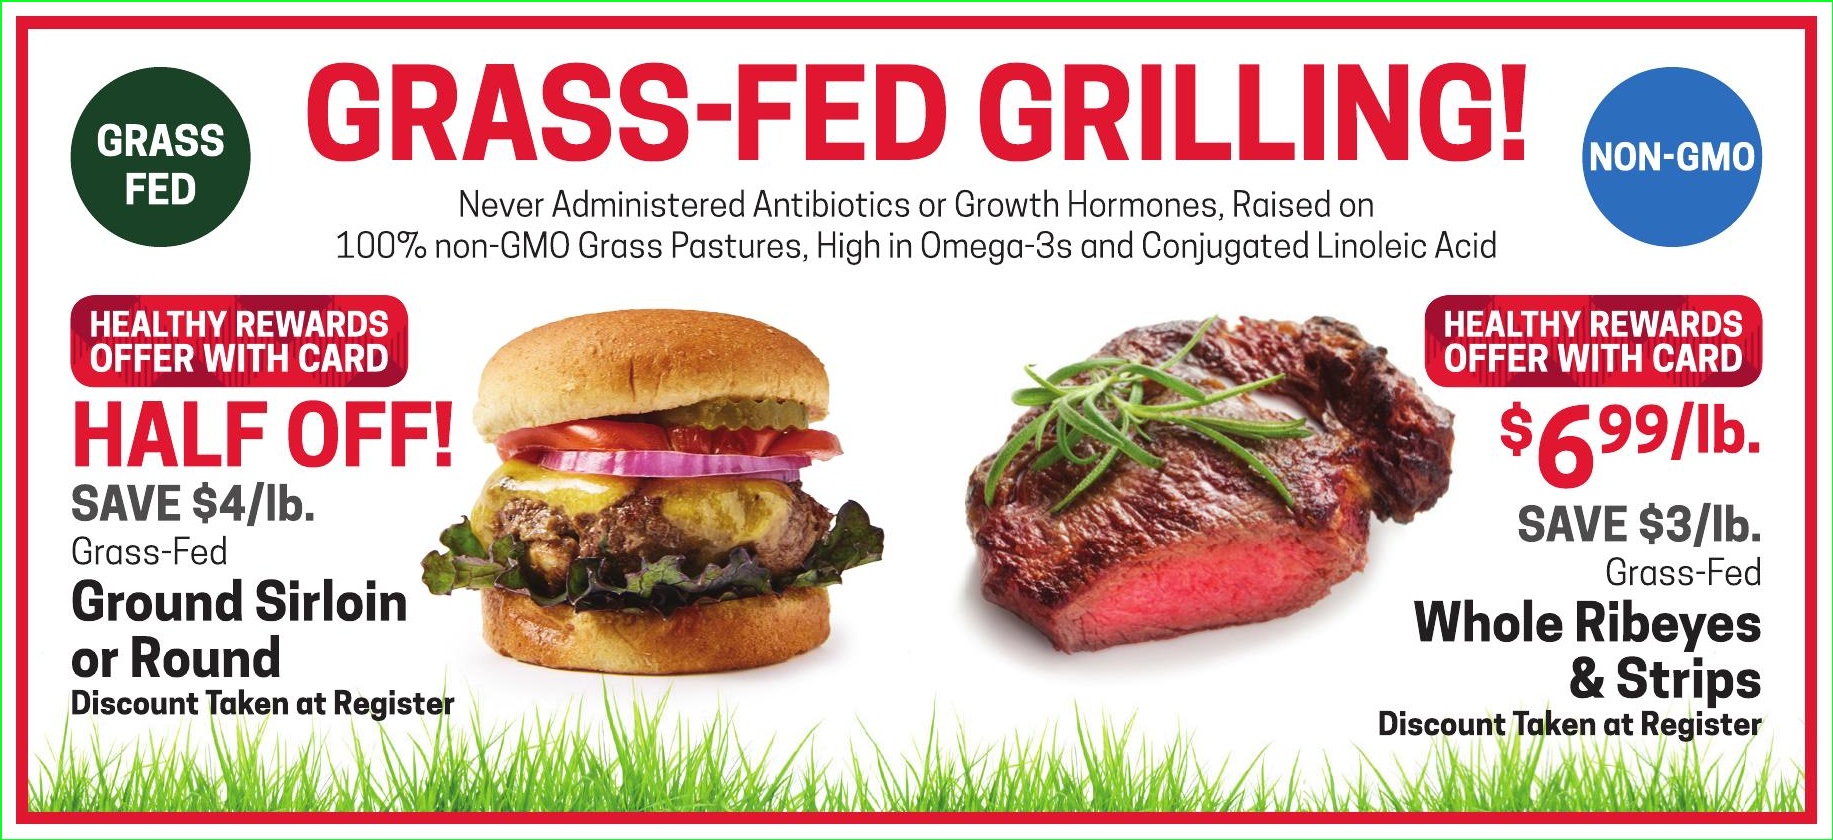 GRASS
FED
GRASS-FED GRILLING!
NON-GMO
Never Administered Antibiotics or Growth Hormones, Raised on
100% non-GMO Grass Pastures, High in Omega-3s and Conjugated Linoleic Acid
HEALTHY REWARDS
OFFER WITH CARD
HALF OFF!
SAVE $4/lb.
Grass-Fed
Ground Sirloin
or Round
Discount Taken at Register
HEALTHY REWARDS
OFFER WITH CARD
$699/lb.
SAVE $3/lb.
Grass-Fed
Whole Ribeyes
& Strips
Discount Taken at Register